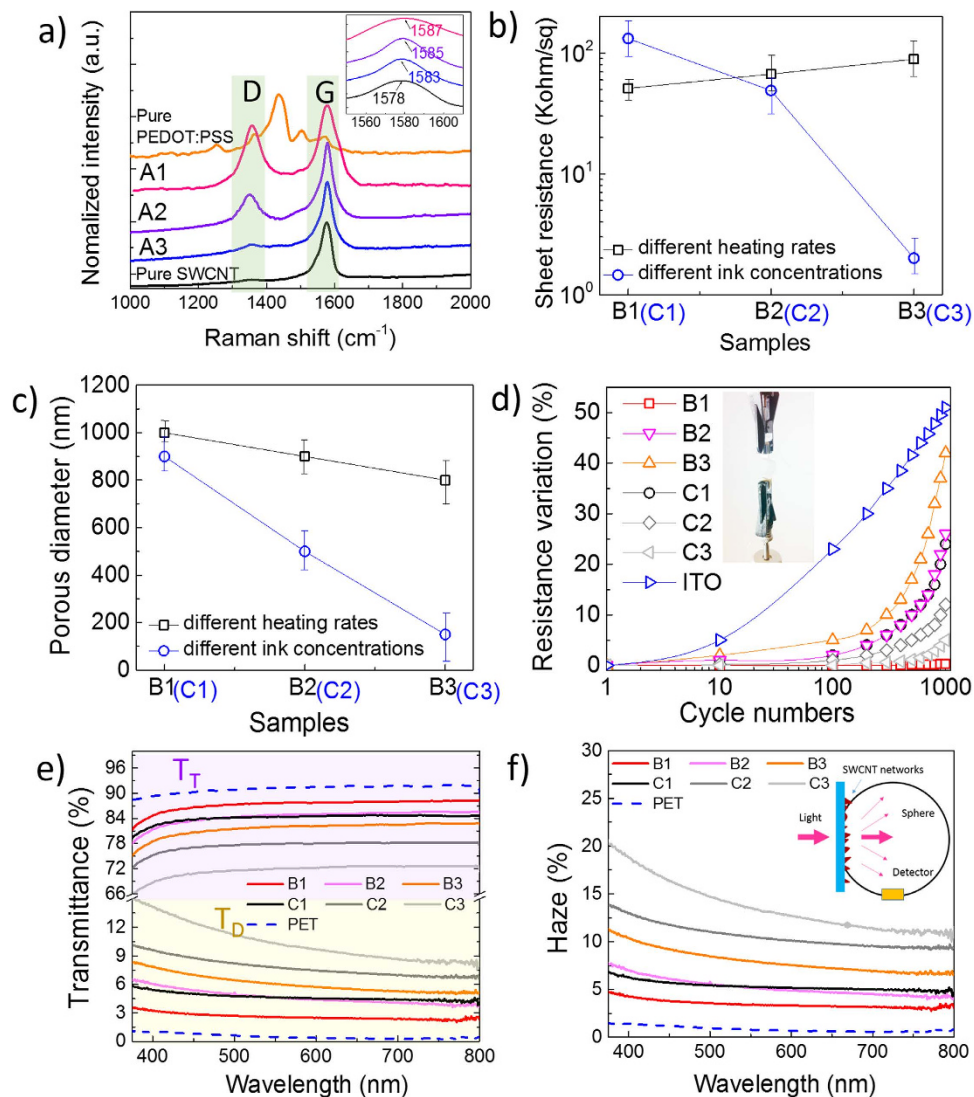 a)
Nomalized intensity (a.u.)
D
G
1587
1585
1583
1578
1560 1580 1600
Pure
PEDOT:PSS
A1
A2
A3
Pure SWCNT
1000 1200 1400 1600 1800 2000
Raman shift (cm⁻¹)
b)
Sheet resistance (Kohm/sq)
10²
10¹
10⁰
different heating rates
different ink concentrations
B1(C1) B2(C2) B3(C3)
Samples
c)
Porous diameter (nm)
1200
1000
800
600
400
200
0
different heating rates
different ink concentrations
B1(C1) B2(C2) B3(C3)
Samples
d)
Resistance variation (%)
50
40
30
20
10
0
B1
B2
B3
C1
C2
C3
ITO
1 10 100 1000
Cycle numbers
e)
Transmittance (%)
T_T
96
90
84
78
72
66
B1 B2 B3
C1 C2 C3
PET
T_D
12
9
6
3
0
400 500 600 700 800
Wavelength (nm)
f)
Haze (%)
30
25
20
15
10
5
0
B1 B2 B3
C1 C2 C3
PET
SWCNT networks
Light
Sphere
Detector
400 500 600 700 800
Wavelength (nm)